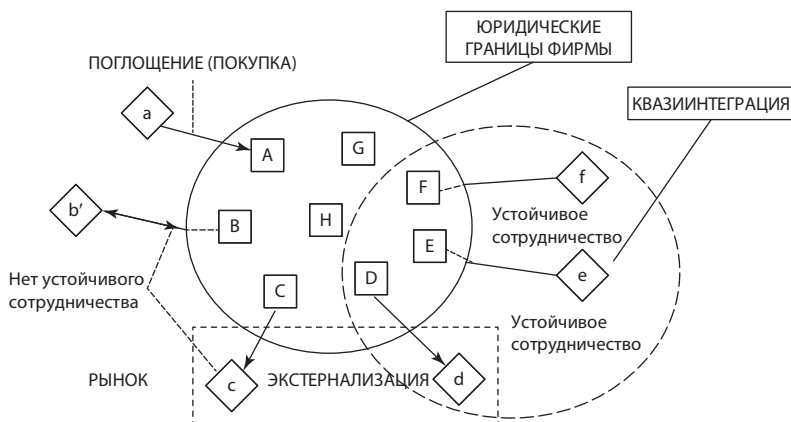 ЮРИДИЧЕСКИЕ
ГРАНИЦЫ ФИРМЫ
ПОГЛОЩЕНИЕ (ПОКУПКА)
КВАЗИИНТЕГРАЦИЯ
a
A
G
F
f
b'
B
H
Устойчивое
сотрудничество
E
e
Нет устойчивого
сотрудничества
C
D
Устойчивое
сотрудничество
РЫНОК
c
ЭКСТЕРНАЛИЗАЦИЯ
d